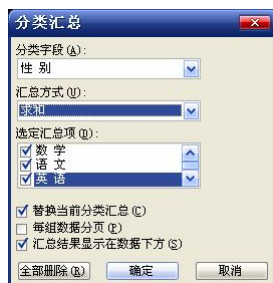 分类汇总
分类字段(A):
性 别
汇总方式(U):
求和
选定汇总项(D):
数 学
语 文
英 语
替换当前分类汇总(C)
每组数据分页(P)
汇总结果显示在数据下方(S)
全部删除(R) 确定 取消